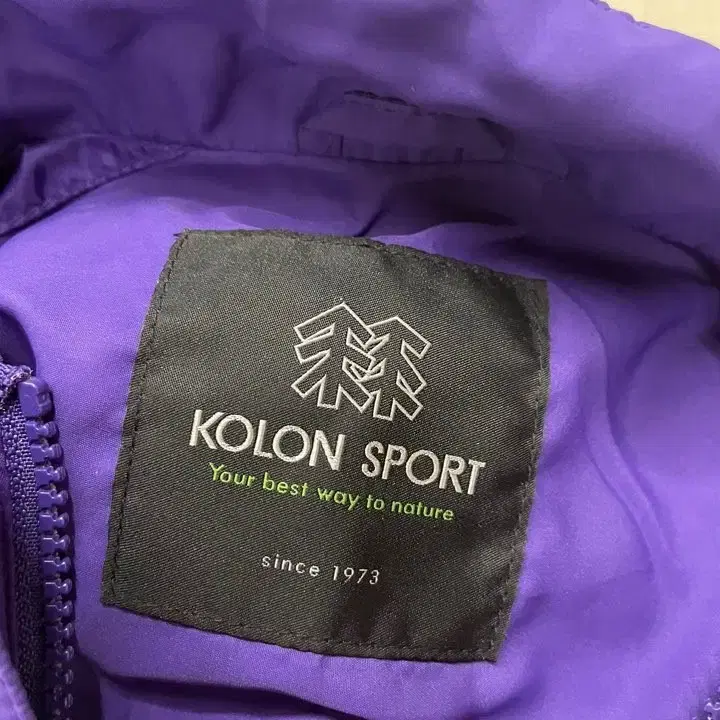 KOLON SPORT
Your best way to nature
since 1973